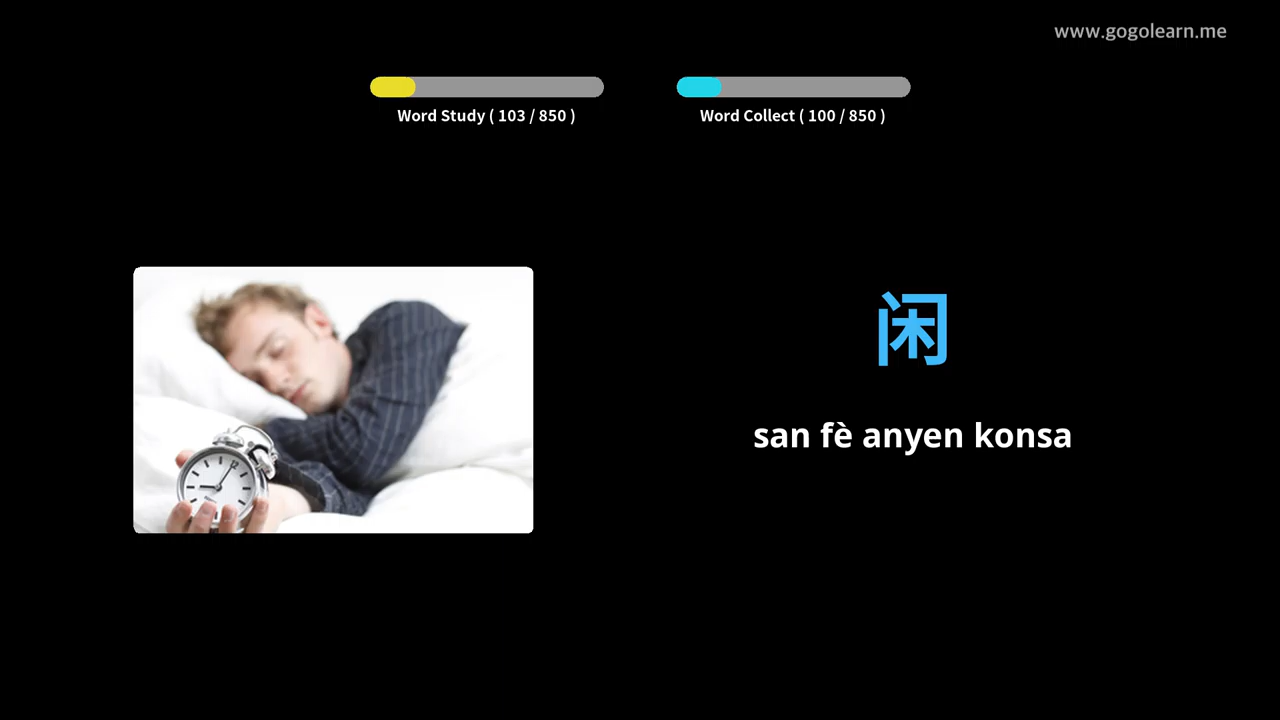 www.gogolearn.me
Word Study ( 103 / 850 )
Word Collect ( 100 / 850 )
闲
san fè anyen konsa